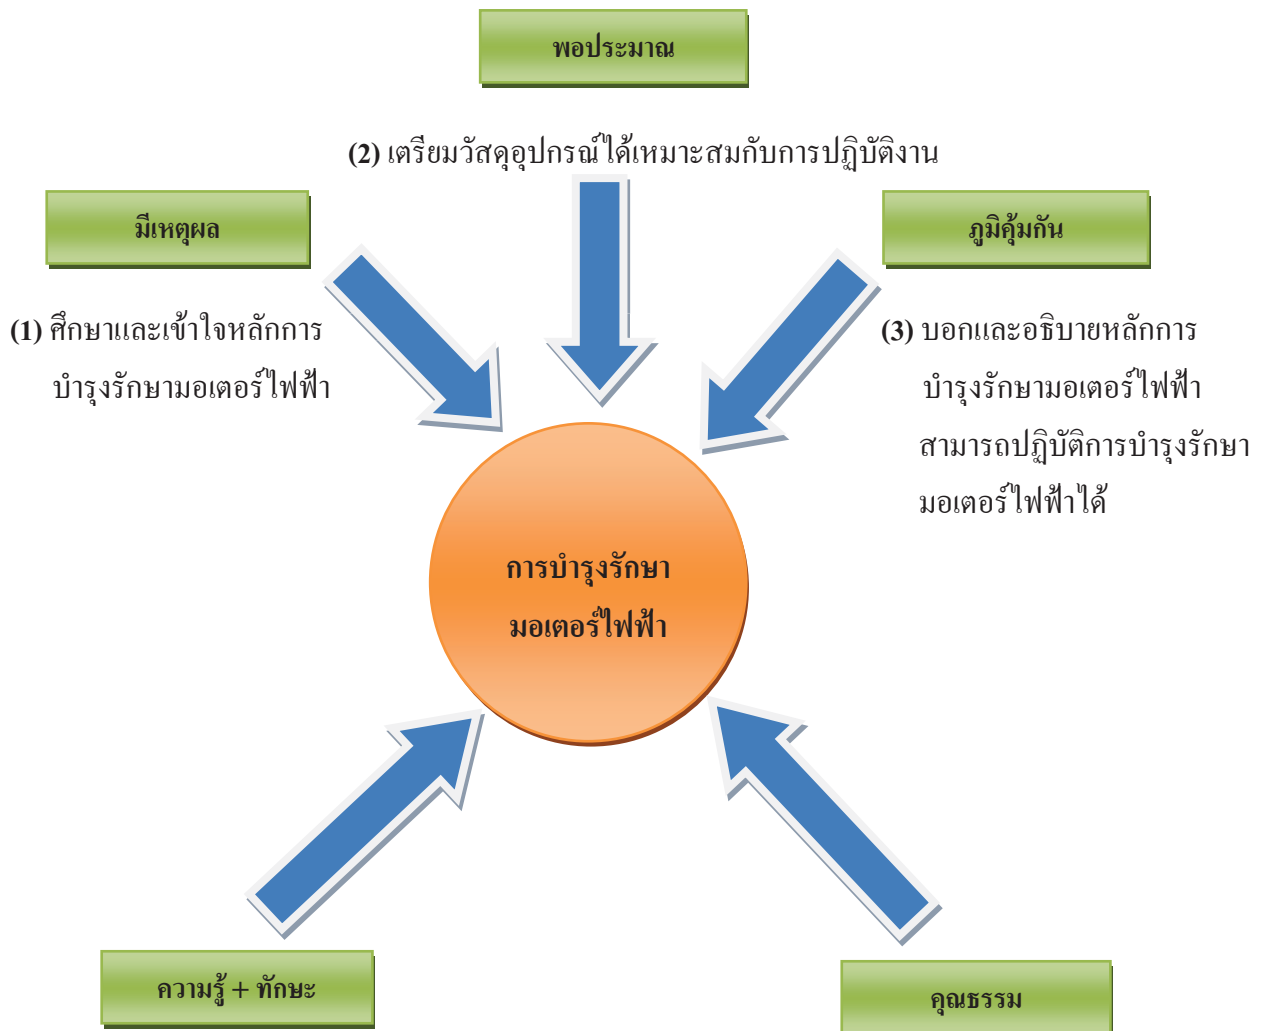 พอประมาณ
(2) เตรียมวัสดุอุปกรณ์ได้เหมาะสมกับการปฏิบัติงาน
มีเหตุผล
(1) ศึกษาและเข้าใจหลักการ
บำรุงรักษามอเตอร์ไฟฟ้า
ภูมิคุ้มกัน
(3) บอกและอธิบายหลักการ
บำรุงรักษามอเตอร์ไฟฟ้า
สามารถปฏิบัติการบำรุงรักษา
มอเตอร์ไฟฟ้าได้
การบำรุงรักษา
มอเตอร์ไฟฟ้า
ความรู้ + ทักษะ
คุณธรรม